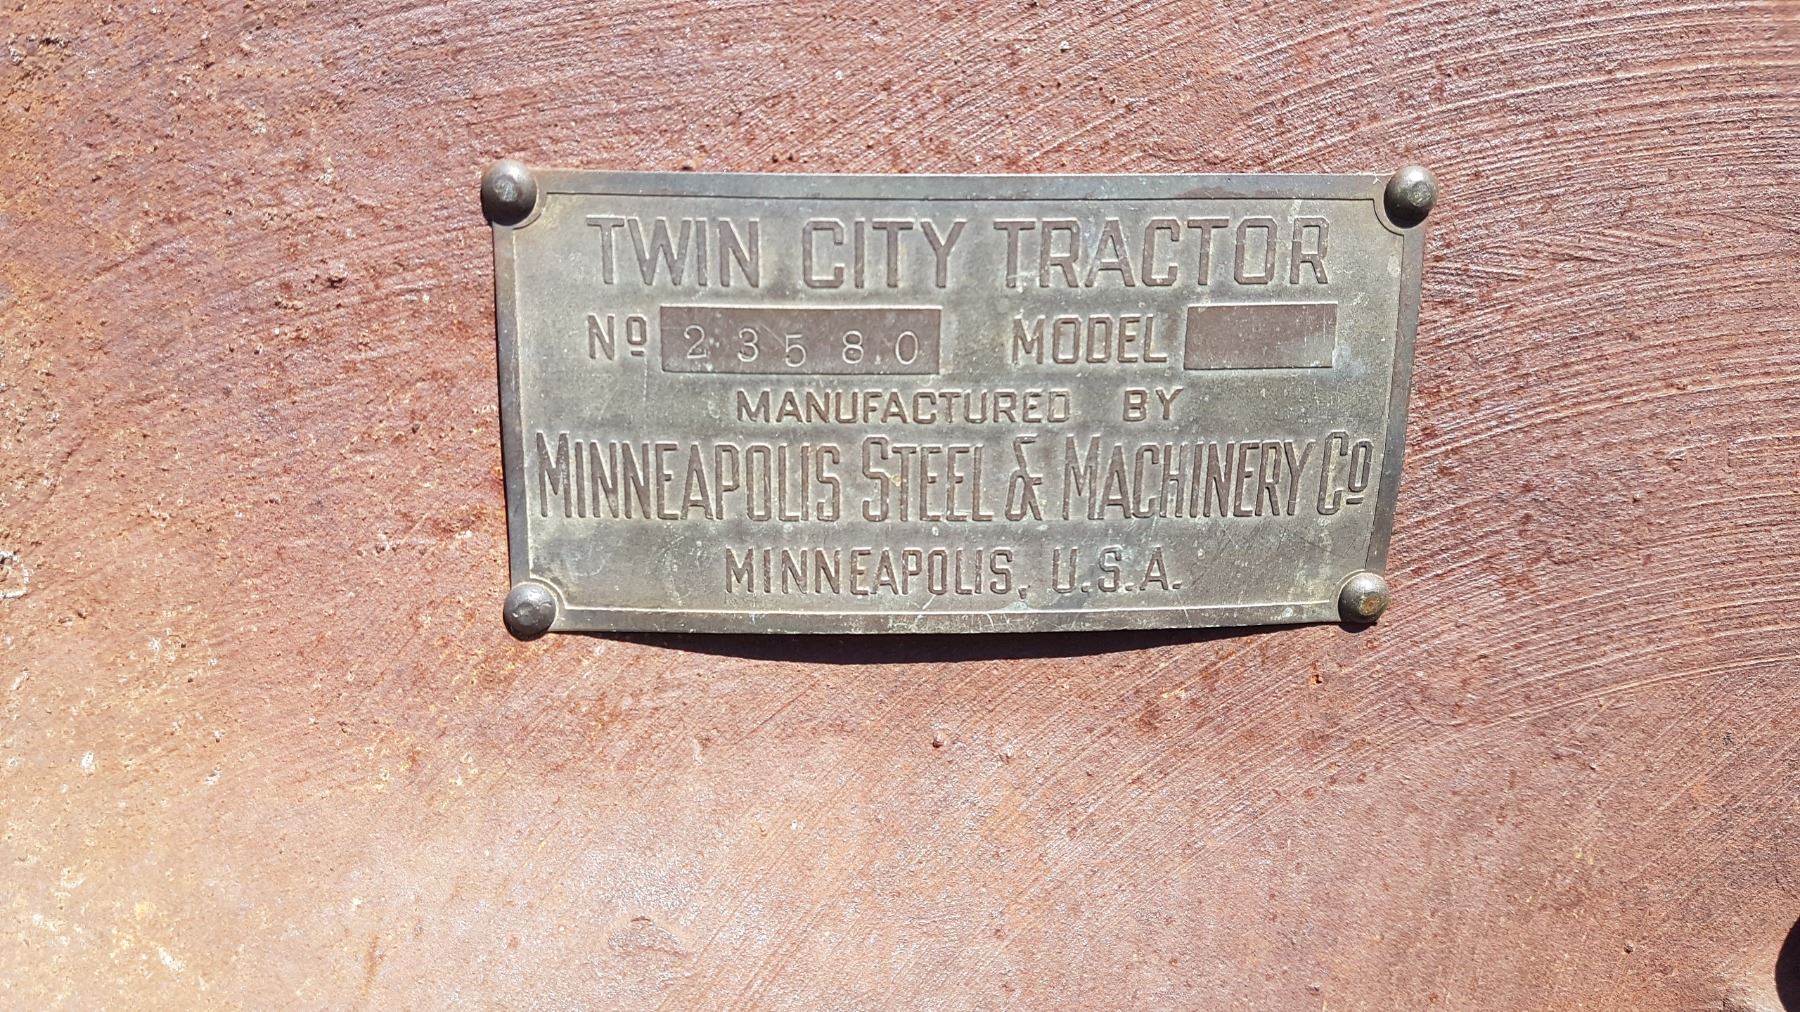 TWIN CITY TRACTOR
Nº 23580 MODEL
MANUFACTURED BY
MINNEAPOLIS STEEL & MACHINERY Cº
MINNEAPOLIS, U.S.A.